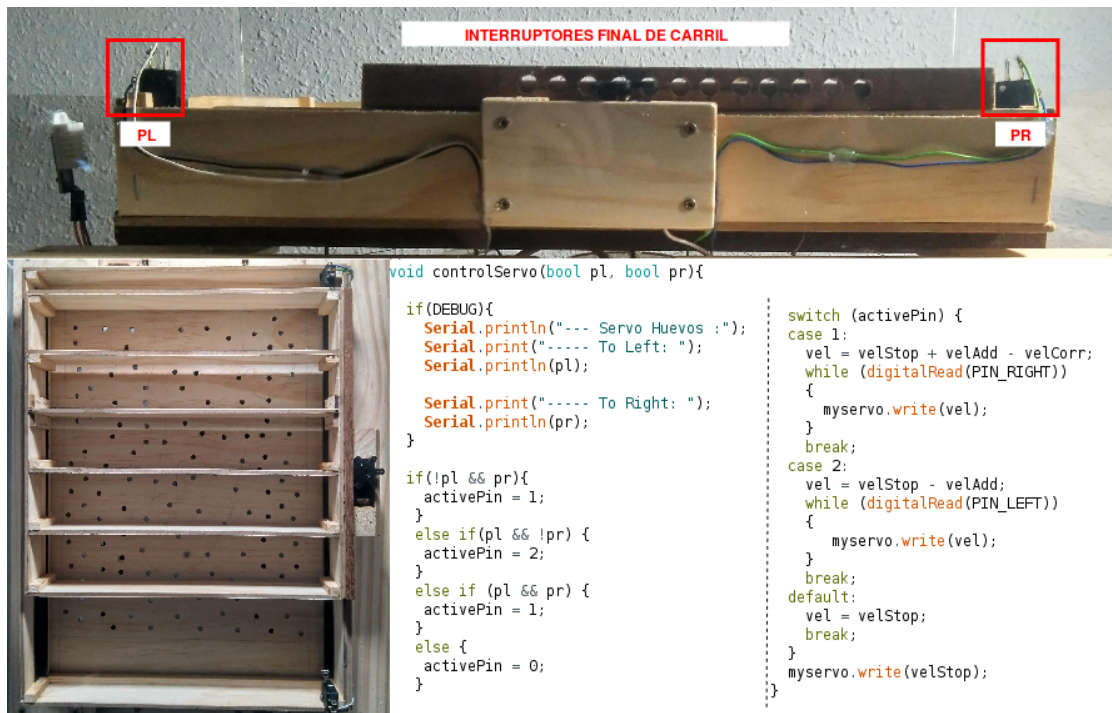 INTERRUPTORES FINAL DE CARRIL
PL
PR
void controlServo(bool pl, bool pr){
if(DEBUG){
Serial.println("--- Servo Huevos :");
Serial.print("----- To Left: ");
Serial.println(pl);
Serial.print("----- To Right: ");
Serial.println(pr);
}
if(!pl && pr){
activePin = 1;
}
else if(pl && !pr) {
activePin = 2;
}
else if (pl && pr) {
activePin = 1;
}
else {
activePin = 0;
}
switch (activePin) {
case 1:
vel = velStop + velAdd - velCorr;
while (digitalRead(PIN_RIGHT))
{
myservo.write(vel);
}
break;
case 2:
vel = velStop - velAdd;
while (digitalRead(PIN_LEFT))
{
myservo.write(vel);
}
break;
default:
vel = velStop;
break;
}
myservo.write(velStop);
}